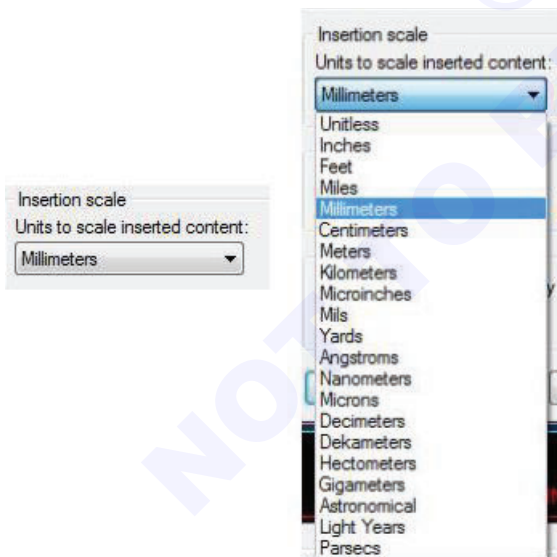 Insertion scale
Units to scale inserted content:
Millimeters
Insertion scale
Units to scale inserted content:
Millimeters
Unitless
Inches
Feet
Miles
Millimeters
Centimeters
Meters
Kilometers
Microinches
Mils
Yards
Angstroms
Nanometers
Microns
Decimeters
Dekameters
Hectometers
Gigameters
Astronomical
Light Years
Parsecs